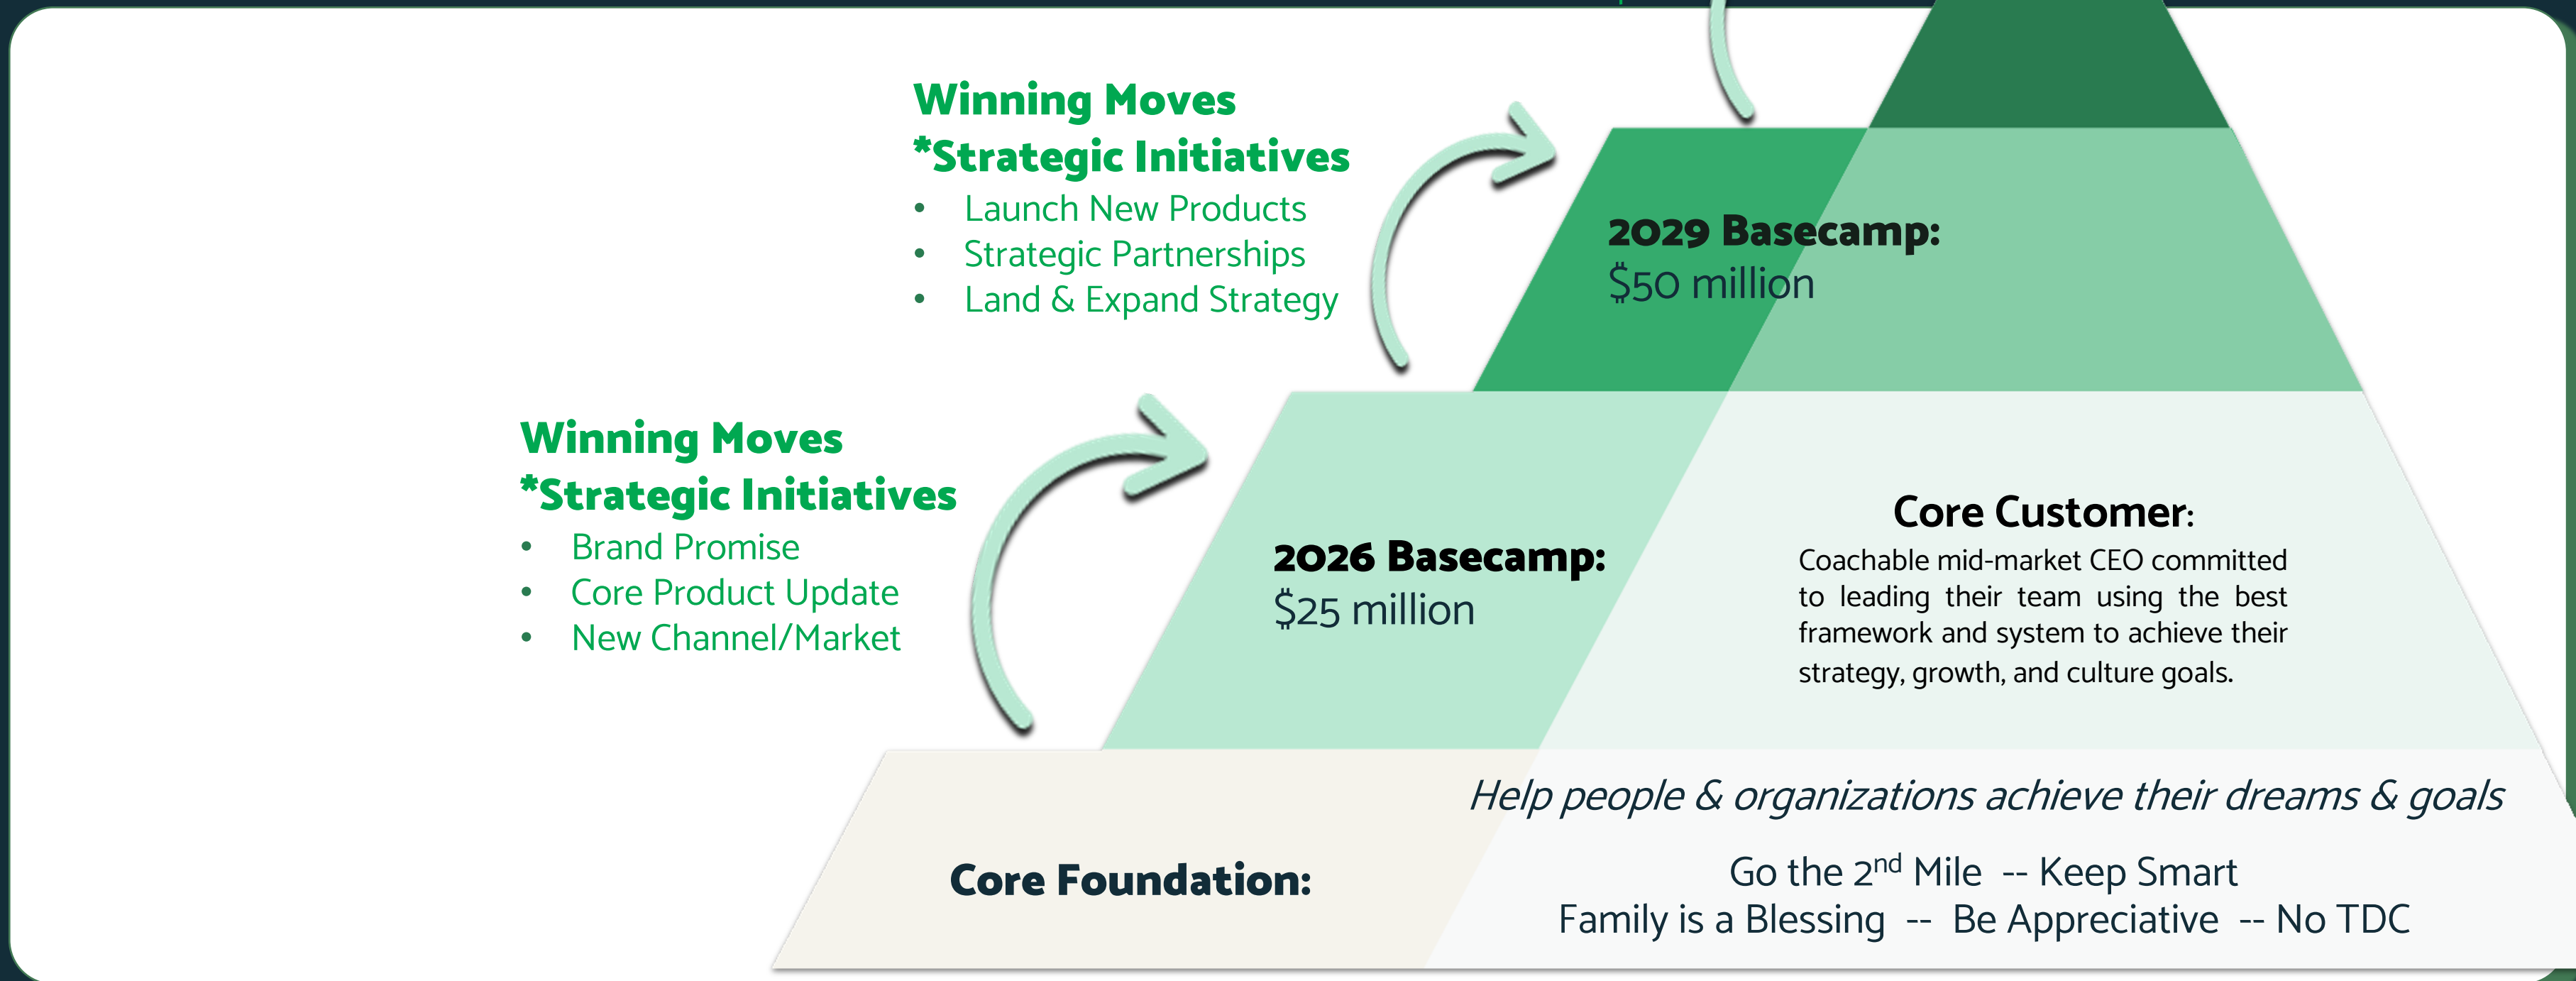 Winning Moves
*Strategic Initiatives
• Launch New Products
• Strategic Partnerships
• Land & Expand Strategy
2029 Basecamp:
$50 million
Winning Moves
*Strategic Initiatives
• Brand Promise
• Core Product Update
• New Channel/Market
2026 Basecamp:
$25 million
Core Customer:
Coachable mid-market CEO committed
to leading their team using the best
framework and system to achieve their
strategy, growth, and culture goals.
Core Foundation:
Help people & organizations achieve their dreams & goals
Go the 2nd Mile -- Keep Smart
Family is a Blessing -- Be Appreciative -- No TDC